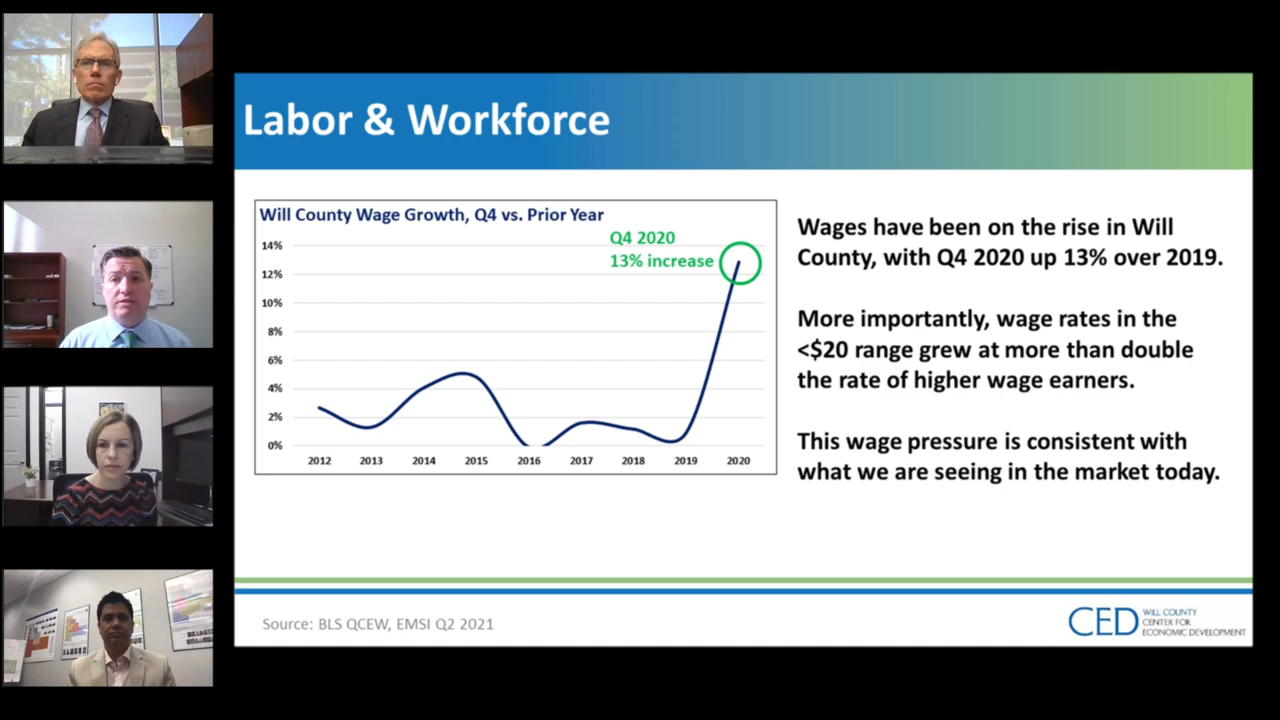 Labor & Workforce
Will County Wage Growth, Q4 vs. Prior Year
Q4 2020
13% increase
14%
12%
10%
8%
6%
4%
2%
0%
2012 2013 2014 2015 2016 2017 2018 2019 2020
Wages have been on the rise in Will
County, with Q4 2020 up 13% over 2019.
More importantly, wage rates in the
<$20 range grew at more than double
the rate of higher wage earners.
This wage pressure is consistent with
what we are seeing in the market today.
Source: BLS QCEW, EMSI Q2 2021
CED
WILL COUNTY
CENTER FOR
ECONOMIC DEVELOPMENT